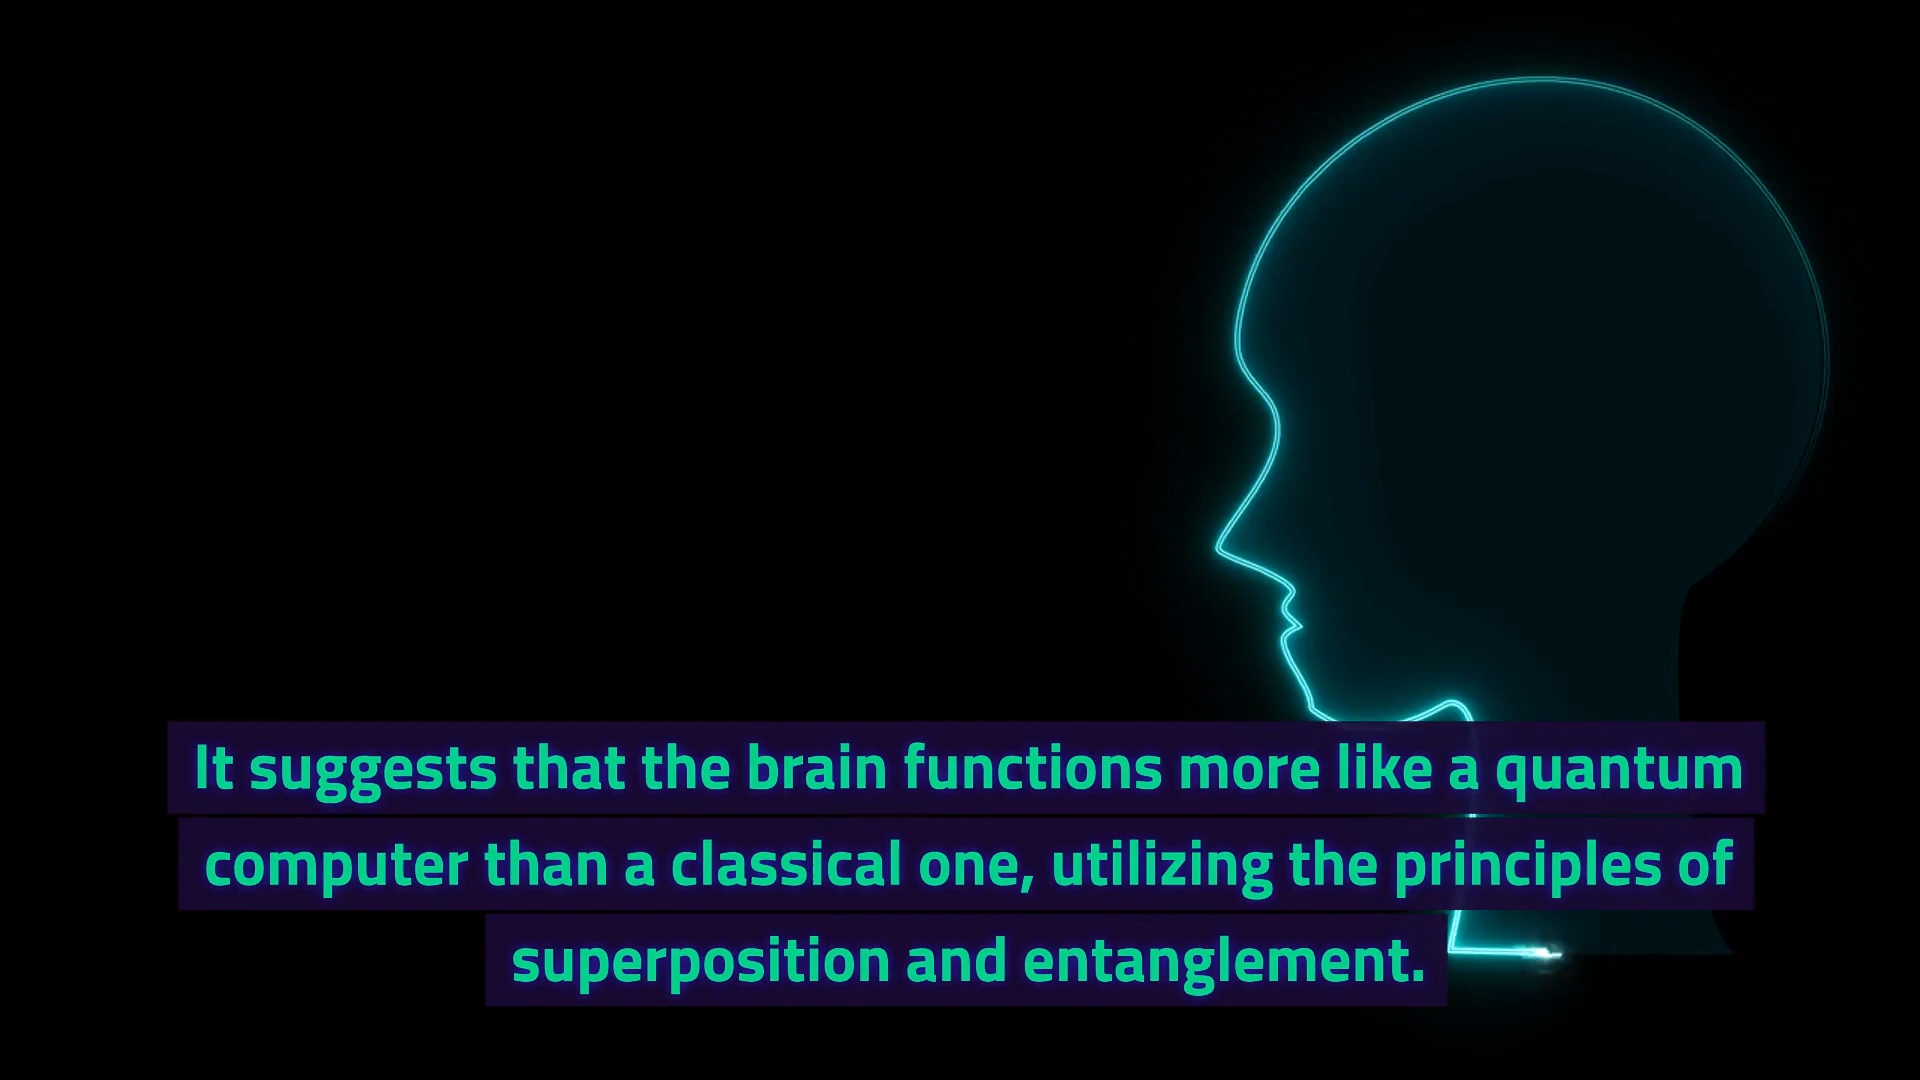 It suggests that the brain functions more like a quantum
computer than a classical one, utilizing the principles of
superposition and entanglement.